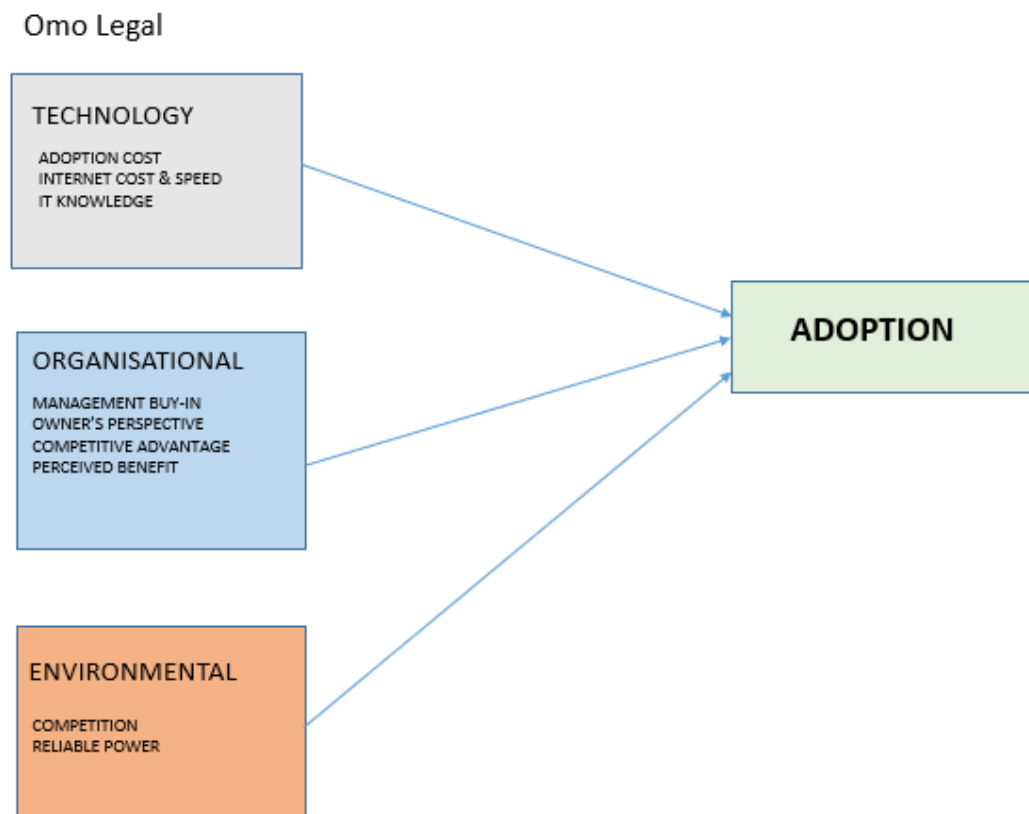 Omo Legal
TECHNOLOGY
ADOPTION COST
INTERNET COST & SPEED
IT KNOWLEDGE
ORGANISATIONAL
MANAGEMENT BUY-IN
OWNER'S PERSPECTIVE
COMPETITIVE ADVANTAGE
PERCEIVED BENEFIT
ENVIRONMENTAL
COMPETITION
RELIABLE POWER
ADOPTION